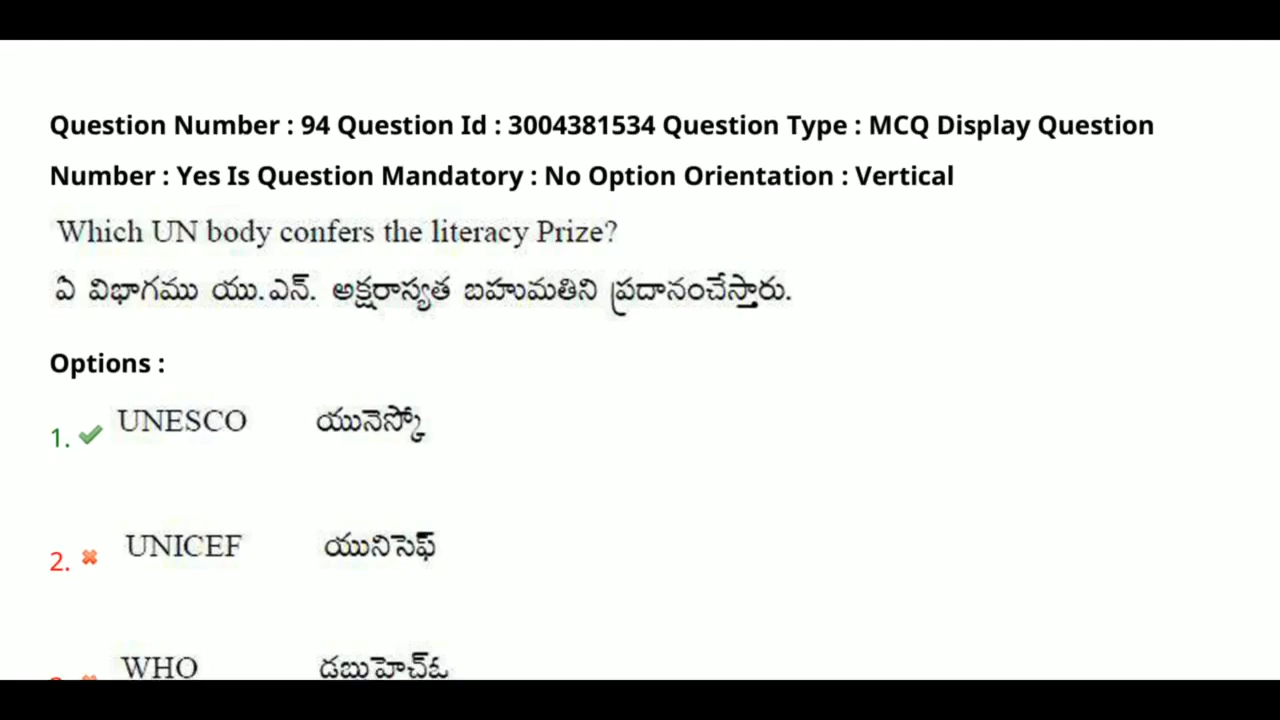 Question Number : 94 Question Id : 3004381534 Question Type : MCQ Display Question
Number : Yes Is Question Mandatory : No Option Orientation : Vertical
Which UN body confers the literacy Prize?
ఏ విభాగము యు.ఎన్. అక్షరాస్యత బహుమతిని ప్రదానంచేస్తారు.
Options :
1. UNESCO యునెస్కో
2. UNICEF యునిసెఫ్
WHO డబుహెచ్ఓ